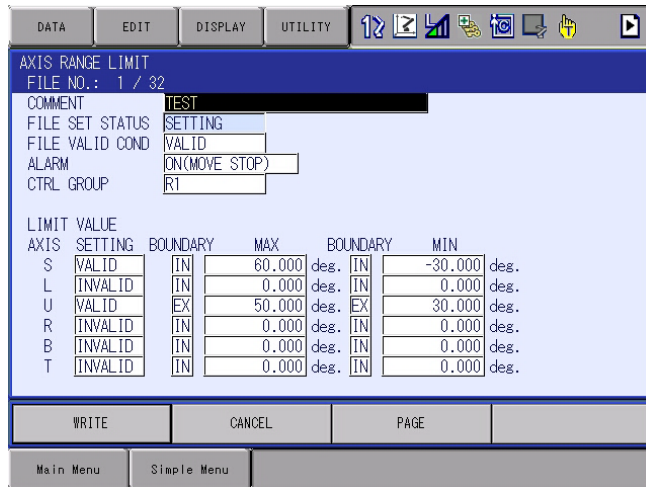 DATA EDIT DISPLAY UTILITY
AXIS RANGE LIMIT
FILE NO.: 1 / 32
COMMENT TEST
FILE SET STATUS SETTING
FILE VALID COND VALID
ALARM ON(MOVE STOP)
CTRL GROUP R1
LIMIT VALUE
AXIS SETTING BOUNDARY MAX BOUNDARY MIN
S VALID IN 60.000 deg. IN -30.000 deg.
L INVALID IN 0.000 deg. IN 0.000 deg.
U VALID EX 50.000 deg. EX 30.000 deg.
R INVALID IN 0.000 deg. IN 0.000 deg.
B INVALID IN 0.000 deg. IN 0.000 deg.
T INVALID IN 0.000 deg. IN 0.000 deg.
WRITE CANCEL PAGE
Main Menu Simple Menu